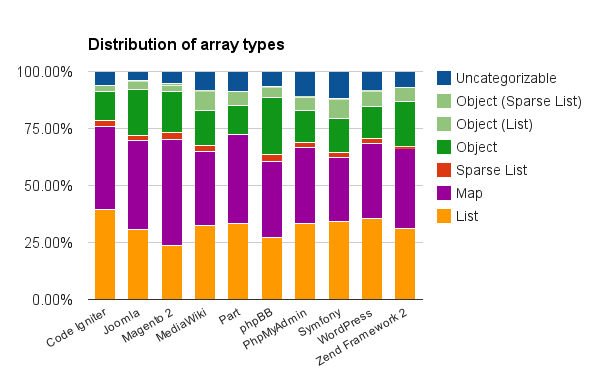 Distribution of array types
100.00%
75.00%
50.00%
25.00%
0.00%
Code Igniter
Joomla
Magento 2
MediaWiki
Part
phpBB
PhpMyAdmin
Symfony
WordPress
Zend Framework 2
Uncategorizable
Object (Sparse List)
Object (List)
Object
Sparse List
Map
List